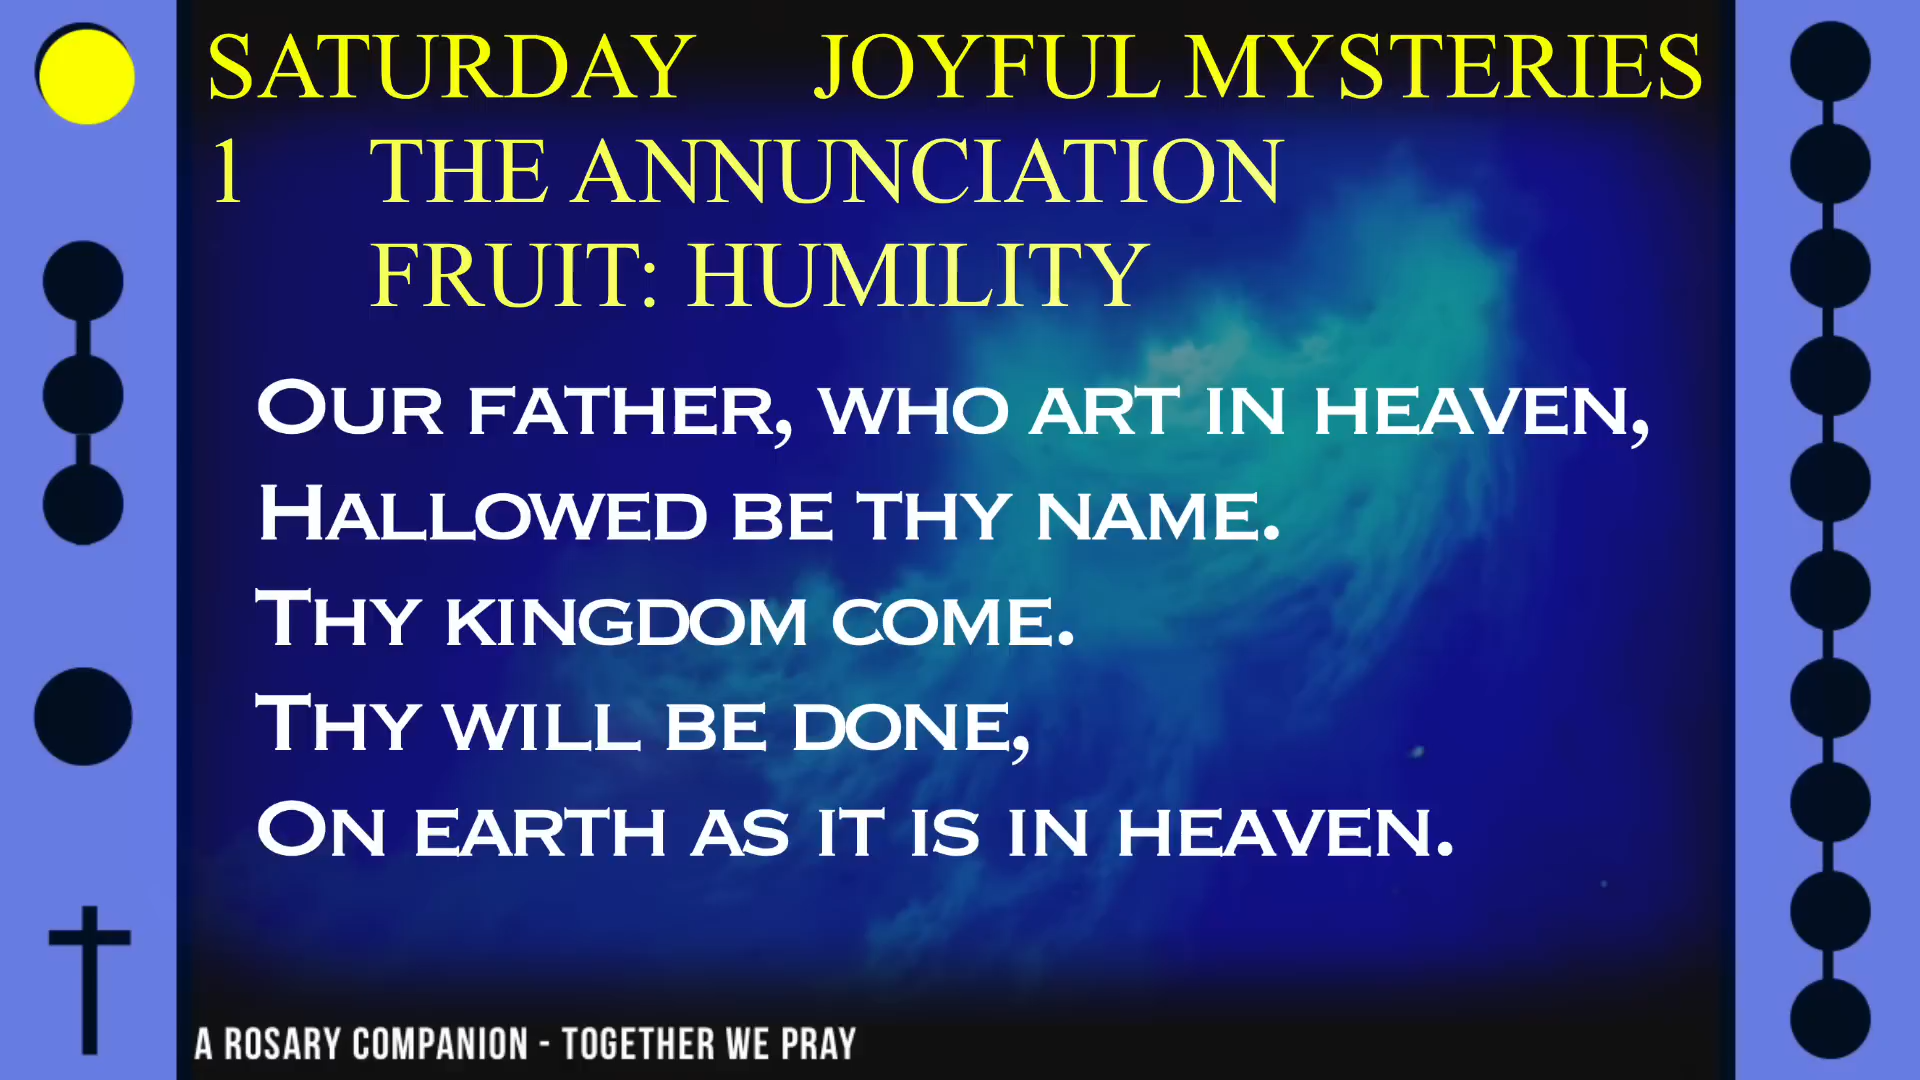 SATURDAY JOYFUL MYSTERIES
1 THE ANNUNCIATION
FRUIT: HUMILITY
OUR FATHER, WHO ART IN HEAVEN,
HALLOWED BE THY NAME.
THY KINGDOM COME.
THY WILL BE DONE,
ON EARTH AS IT IS IN HEAVEN.
A ROSARY COMPANION - TOGETHER WE PRAY